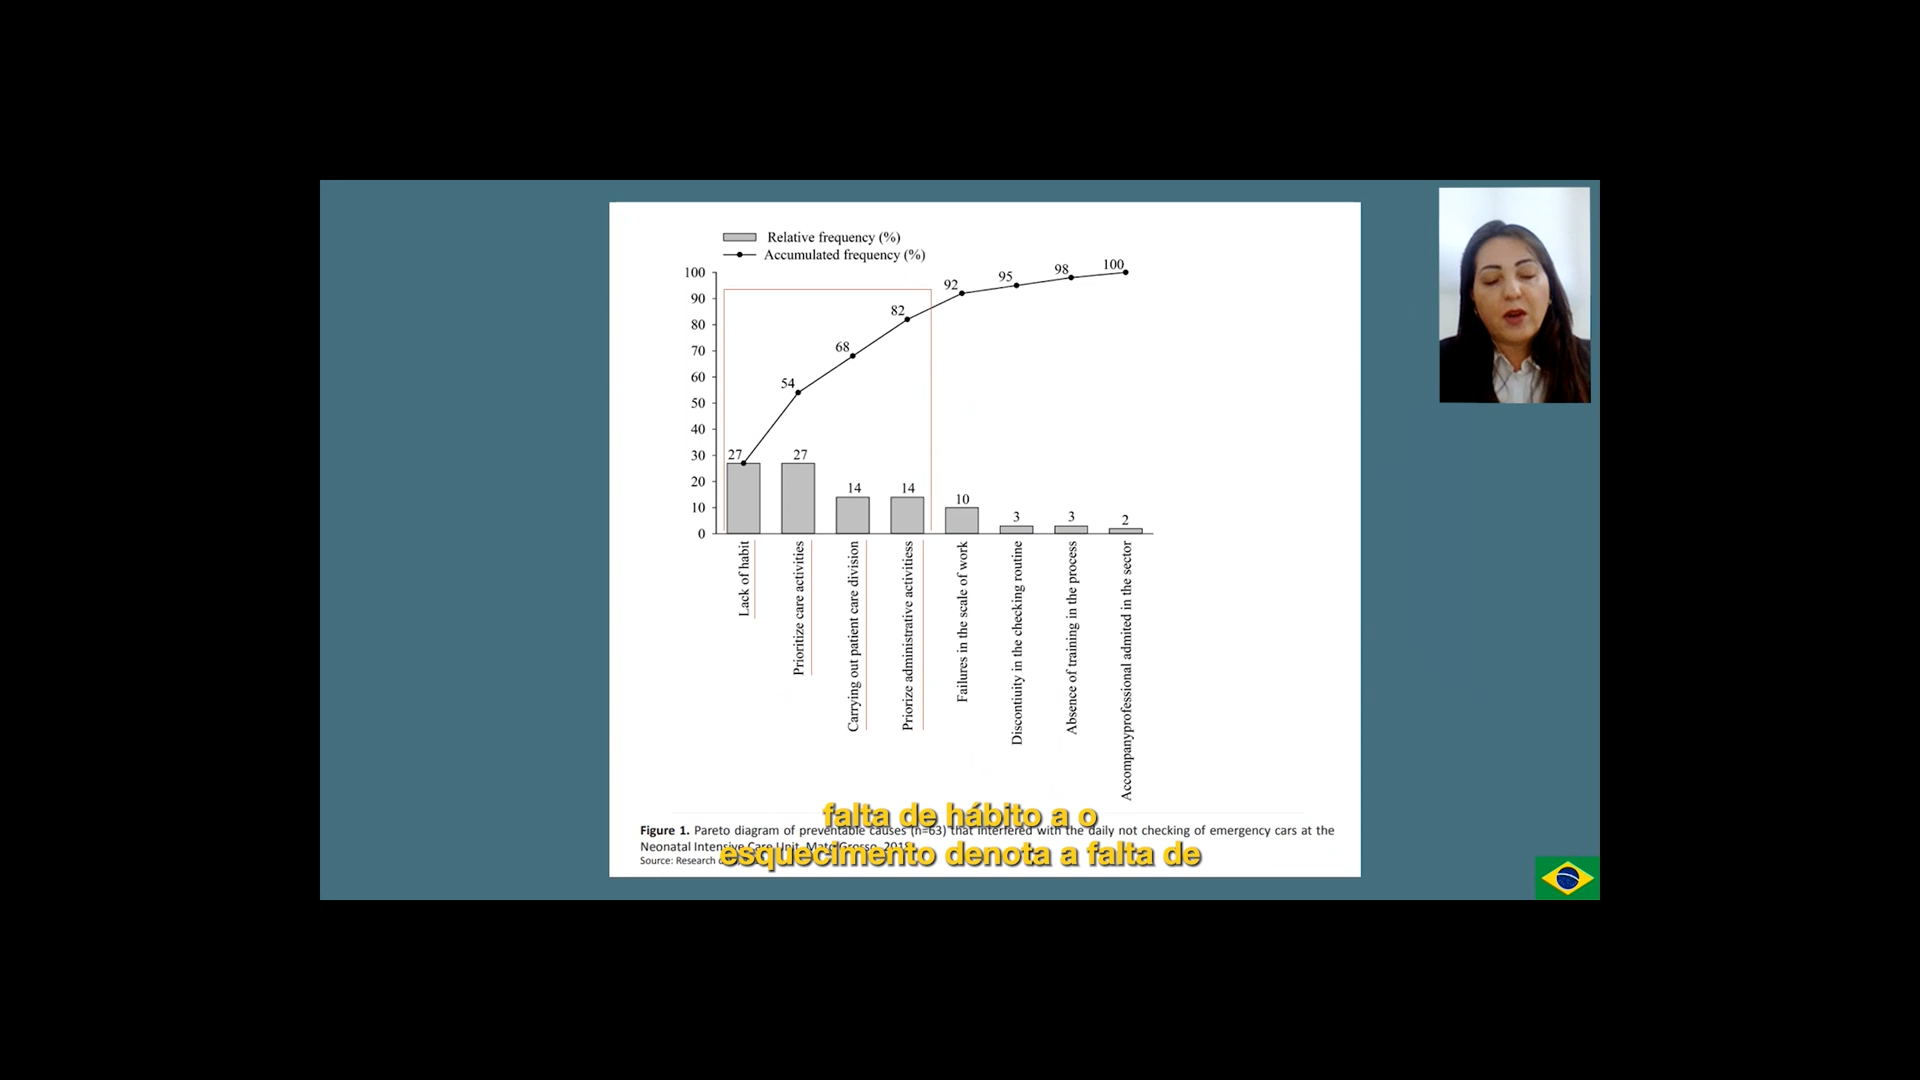 Relative frequency (%)
Accumulated frequency (%)
100
90
80
70
60
50
40
30
20
10
0
27
54
68
82
92
95
98
100
27
14
14
10
3
3
2
Lack of habit
Prioritize care activities
Carrying out patient care division
Priorize administrative activitiess
Failures in the scale of work
Discontiuity in the checking routine
Absence of training in the process
Accompanyprofessional admited in the sector
Figure 1. Pareto diagram of preventable causes (n=63) that interfered with the daily not checking of emergency cars at the
Neonatal Intensive Care Unit. Mato Grosso, 2018
Source: Research
falta de hábito a o
esquecimento denota a falta de